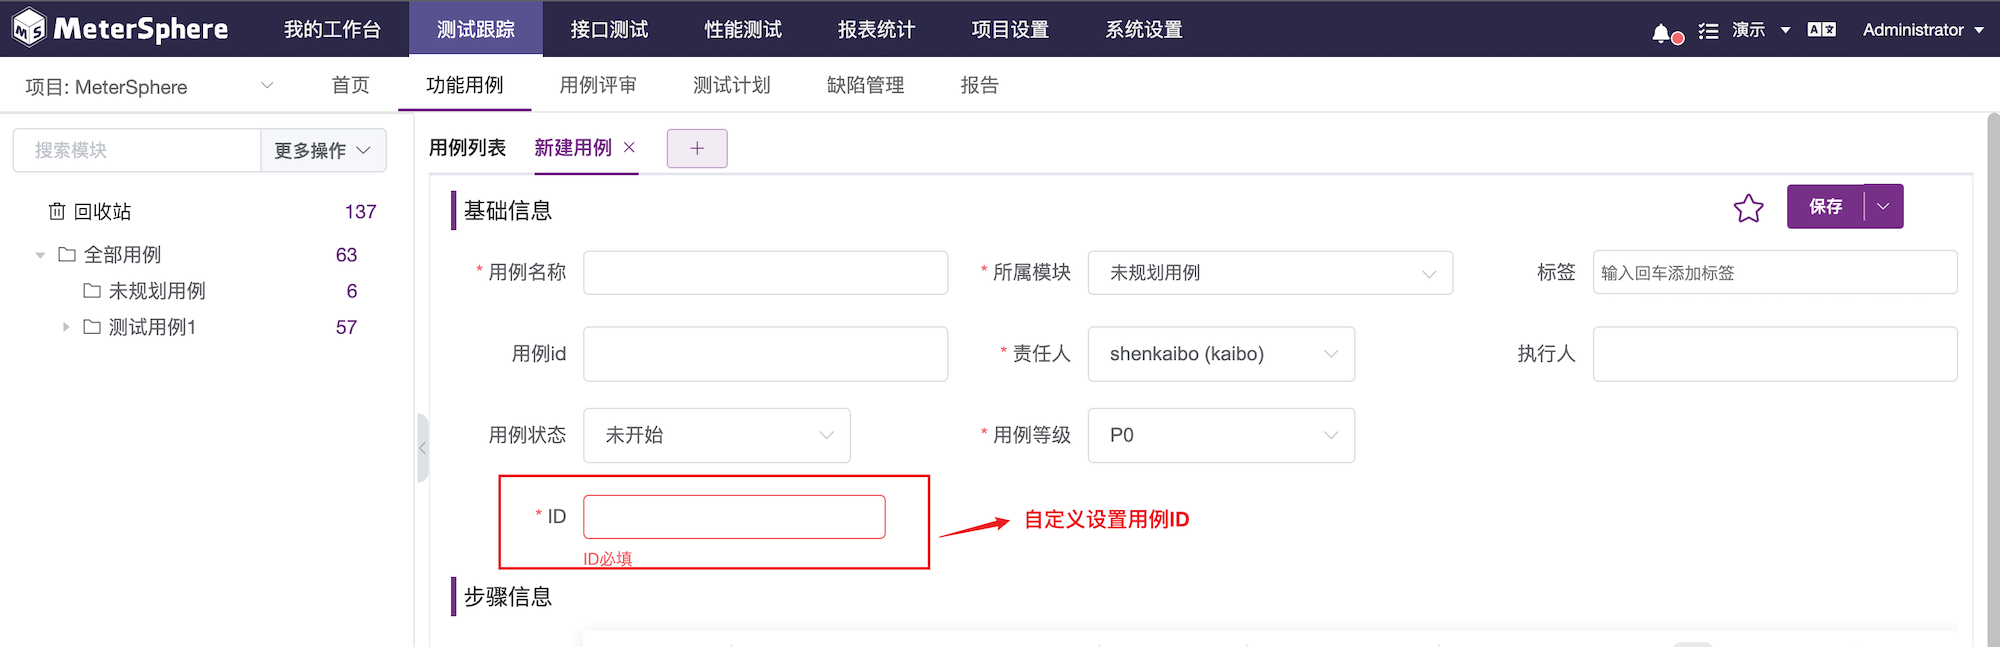 MS MeterSphere 我的工作台 测试跟踪 接口测试 性能测试 报表统计 项目设置 系统设置 演示 Administrator
项目: MeterSphere 首页 功能用例 用例评审 测试计划 缺陷管理 报告
搜索模块 更多操作
回收站 137
全部用例 63
未规划用例 6
测试用例1 57
用例列表 新建用例 × +
基础信息 保存
* 用例名称 * 所属模块 未规划用例 标签 输入回车添加标签
用例id * 责任人 shenkaibo (kaibo) 执行人
用例状态 未开始 * 用例等级 P0
* ID 自定义设置用例ID
ID必填
步骤信息